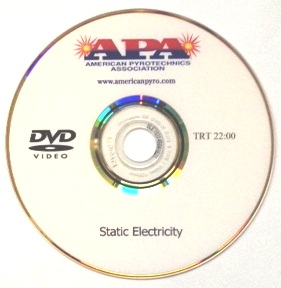 APA
AMERICAN PYROTECHNICS
ASSOCIATION
www.americanpyro.com
DVD
VIDEO
TRT 22:00
Static Electricity